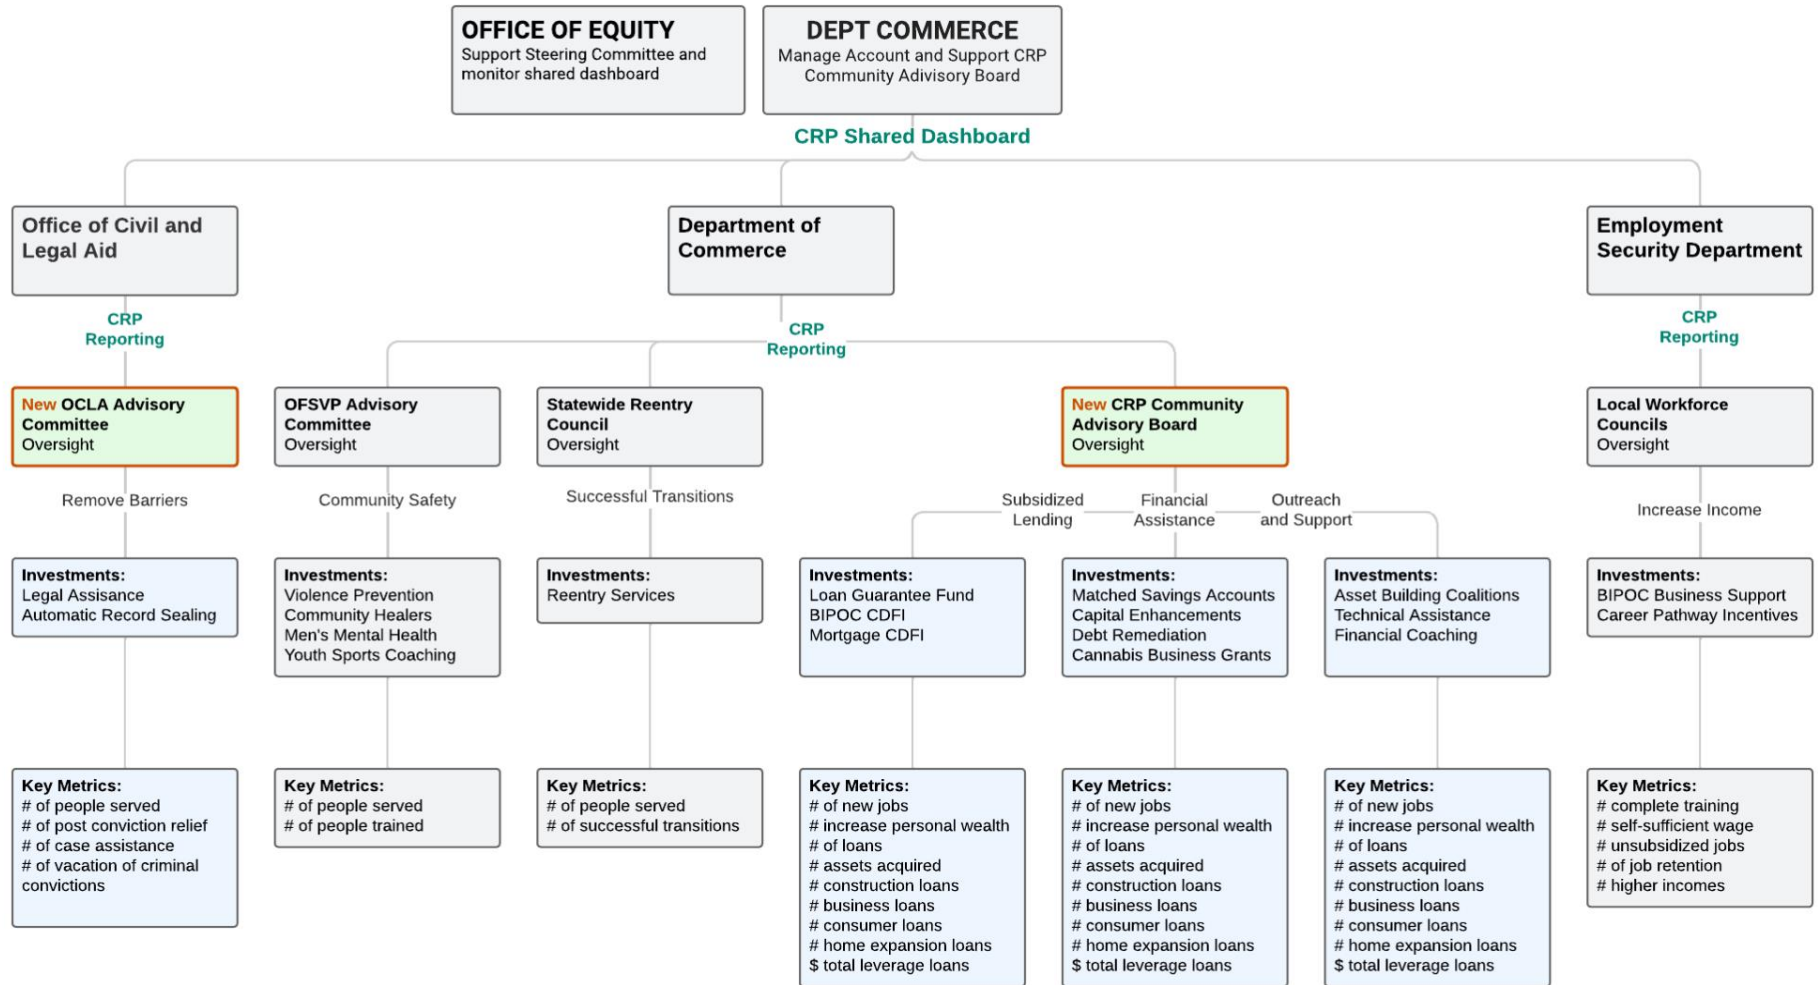 OFFICE OF EQUITY
Support Steering Committee and
monitor shared dashboard
DEPT COMMERCE
Manage Account and Support CRP
Community Adivisory Board
CRP Shared Dashboard
Office of Civil and
Legal Aid
Department of
Commerce
Employment
Security Department
CRP
Reporting
CRP
Reporting
CRP
Reporting
New OCLA Advisory
Committee
Oversight
OFSVP Advisory
Committee
Oversight
Statewide Reentry
Council
Oversight
New CRP Community
Advisory Board
Oversight
Local Workforce
Councils
Oversight
Remove Barriers
Community Safety
Successful Transitions
Subsidized
Lending
Financial
Assistance
Outreach
and Support
Increase Income
Investments:
Legal Assisance
Automatic Record Sealing
Investments:
Violence Prevention
Community Healers
Men's Mental Health
Youth Sports Coaching
Investments:
Reentry Services
Investments:
Loan Guarantee Fund
BIPOC CDFI
Mortgage CDFI
Investments:
Matched Savings Accounts
Capital Enhancements
Debt Remediation
Cannabis Business Grants
Investments:
Asset Building Coalitions
Technical Assistance
Financial Coaching
Investments:
BIPOC Business Support
Career Pathway Incentives
Key Metrics:
# of people served
# of post conviction relief
# of case assistance
# of vacation of criminal
convictions
Key Metrics:
# of people served
# of people trained
Key Metrics:
# of people served
# of successful transitions
Key Metrics:
# of new jobs
# increase personal wealth
# of loans
# assets acquired
# construction loans
# business loans
# consumer loans
# home expansion loans
$ total leverage loans
Key Metrics:
# of new jobs
# increase personal wealth
# of loans
# assets acquired
# construction loans
# business loans
# consumer loans
# home expansion loans
$ total leverage loans
Key Metrics:
# of new jobs
# increase personal wealth
# of loans
# assets acquired
# construction loans
# business loans
# consumer loans
# home expansion loans
$ total leverage loans
Key Metrics:
# complete training
# self-sufficient wage
# unsubsidized jobs
# of job retention
# higher incomes